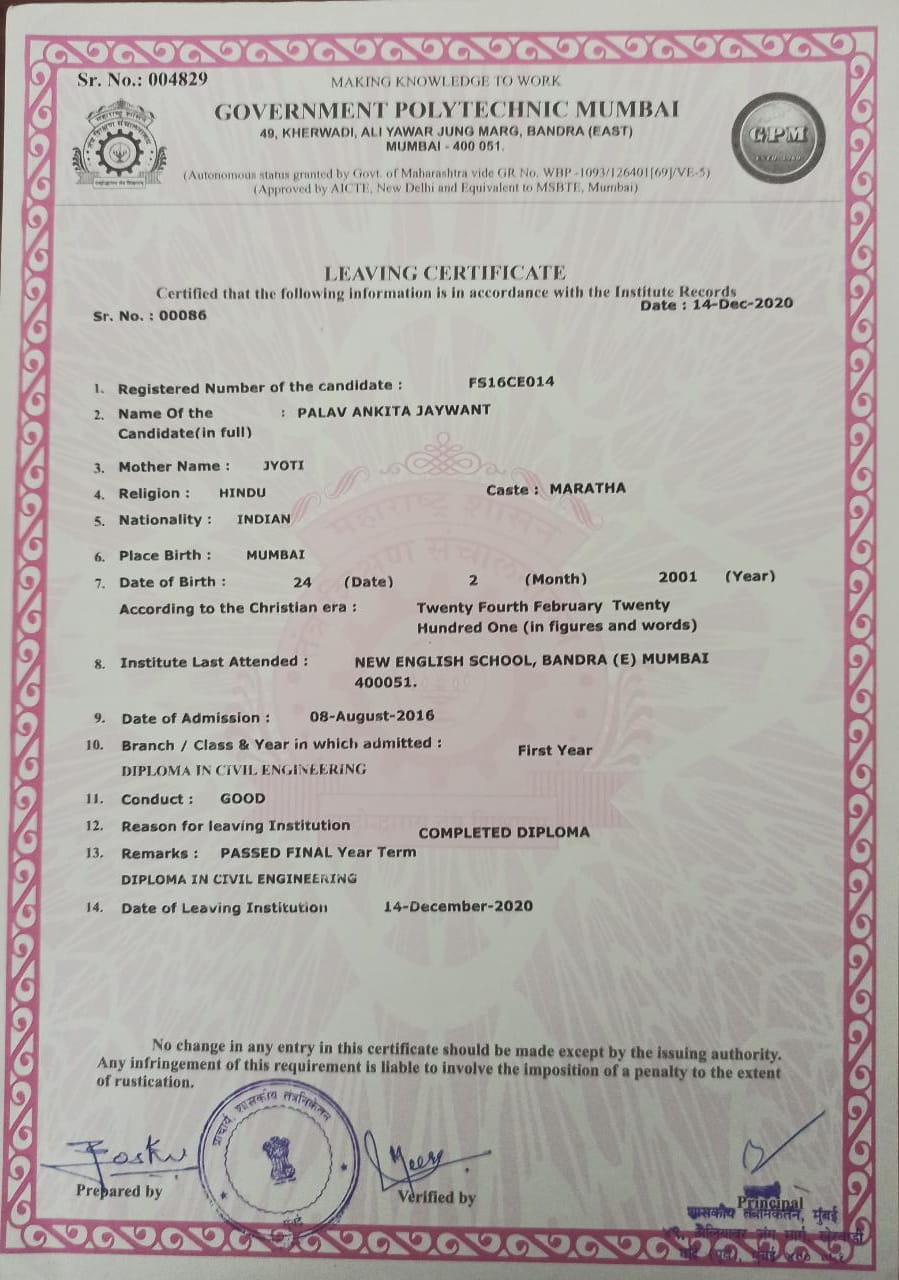 Sr. No.: 004829
MAKING KNOWLEDGE TO WORK
GOVERNMENT POLYTECHNIC MUMBAI
49, KHERWADI, ALI YAWAR JUNG MARG, BANDRA (EAST)
MUMBAI - 400 051.
GPM
(Autonomous status granted by Govt. of Maharashtra vide GR No. WBP -1093/126401[69]/VE-5)
(Approved by AICTE, New Delhi and Equivalent to MSBTE, Mumbai)
LEAVING CERTIFICATE
Certified that the following information is in accordance with the Institute Records
Sr. No. : 00086 Date : 14-Dec-2020
1. Registered Number of the candidate : FS16CE014
2. Name Of the : PALAV ANKITA JAYWANT
Candidate(in full)
3. Mother Name : JYOTI
4. Religion : HINDU Caste : MARATHA
5. Nationality : INDIAN
6. Place Birth : MUMBAI
7. Date of Birth : 24 (Date) 2 (Month) 2001 (Year)
According to the Christian era : Twenty Fourth February Twenty
Hundred One (in figures and words)
8. Institute Last Attended : NEW ENGLISH SCHOOL, BANDRA (E) MUMBAI
400051.
9. Date of Admission : 08-August-2016
10. Branch / Class & Year in which admitted : First Year
DIPLOMA IN CIVIL ENGINEERING
11. Conduct : GOOD
12. Reason for leaving Institution COMPLETED DIPLOMA
13. Remarks : PASSED FINAL Year Term
DIPLOMA IN CIVIL ENGINEERING
14. Date of Leaving Institution 14-December-2020
महाराष्ट्र शासन
No change in any entry in this certificate should be made except by the issuing authority.
Any infringement of this requirement is liable to involve the imposition of a penalty to the extent
of rustication.
प्राचार्य, शासकीय तंत्रनिकेतन
Prepared by Verified by Principal
शासकीय तंत्रनिकेतन, मुंबई